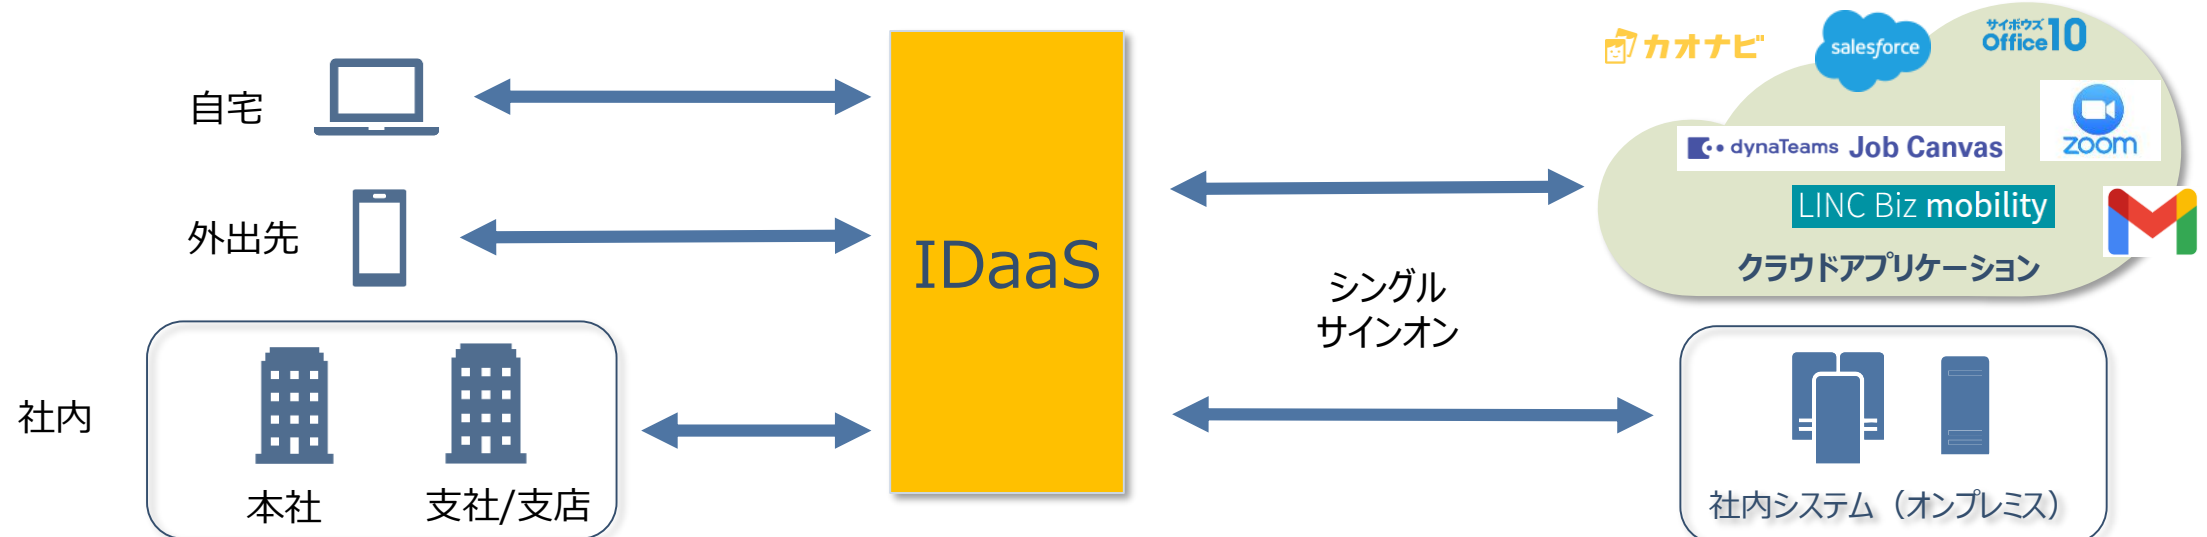 自宅
外出先
社内
本社
支社/支店
IDaaS
シングル
サインオン
カオナビ
salesforce
サイボウズ
Office 10
dynaTeams Job Canvas
zoom
LINC Biz mobility
クラウドアプリケーション
社内システム（オンプレミス）